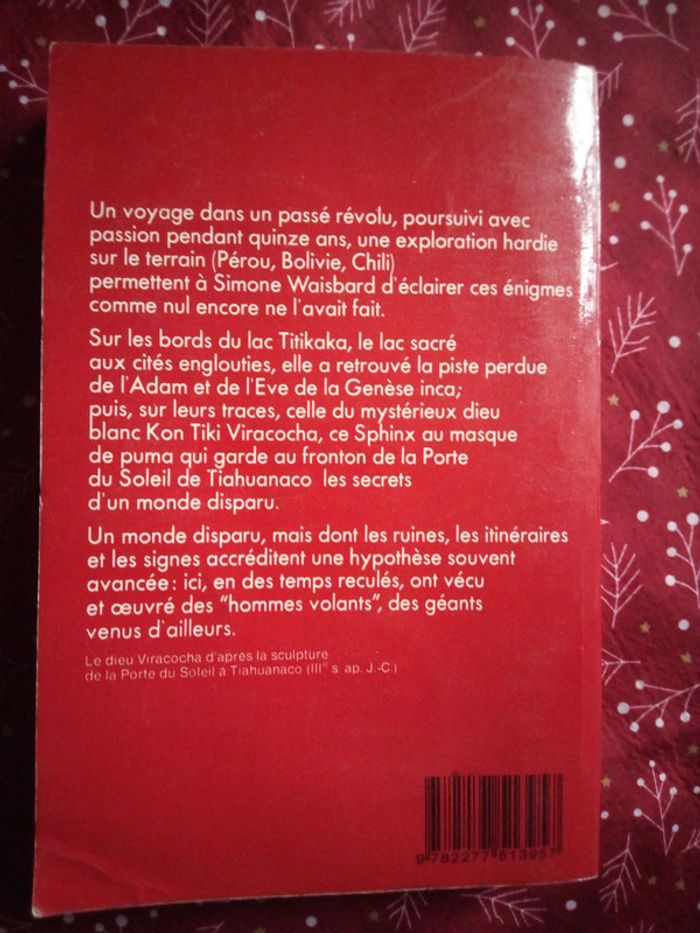 Un voyage dans un passé révolu, poursuivi avec
passion pendant quinze ans, une exploration hardie
sur le terrain (Pérou, Bolivie, Chili)
permettent à Simone Waisbard d'éclairer ces énigmes
comme nul encore ne l'avait fait.
Sur les bords du lac Titikaka, le lac sacré
aux cités englouties, elle a retrouvé la piste perdue
de l'Adam et de l'Eve de la Genèse inca;
puis, sur leurs traces, celle du mystérieux dieu
blanc Kon Tiki Viracocha, ce Sphinx au masque
de puma qui garde au fronton de la Porte
du Soleil de Tiahuanaco les secrets
d'un monde disparu.
Un monde disparu, mais dont les ruines, les itinéraires
et les signes accréditent une hypothèse souvent
avancée: ici, en des temps reculés, ont vécu
et œuvré des "hommes volants", des géants
venus d'ailleurs.
Le dieu Viracocha d'après la sculpture
de la Porte du Soleil à Tiahuanaco (IIIe s. ap. J.-C.)
9 782277 513957